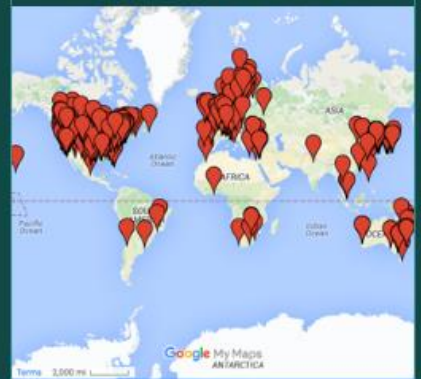 ASIA
Atlantic
Ocean
AFRICA
Pacific
Ocean
Indian
Ocean
Google My Maps
ANTARCTICA
Terms 2,000 mi